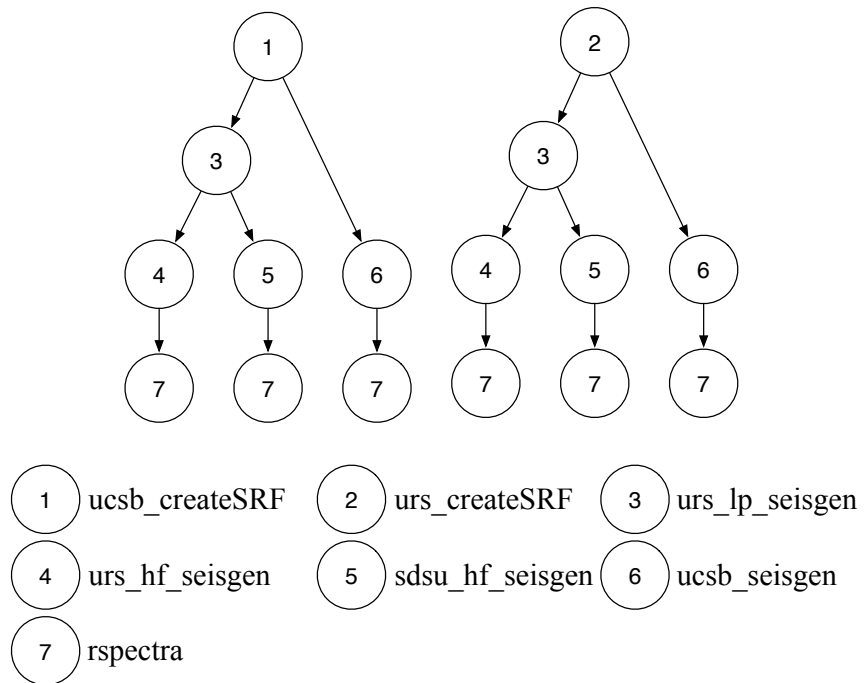 1 2
3 3
4 5 6 4 5 6
7 7 7 7 7 7
1 ucsb_createSRF 2 urs_createSRF 3 urs_lp_seisgen
4 urs_hf_seisgen 5 sdsu_hf_seisgen 6 ucsb_seisgen
7 rspectra